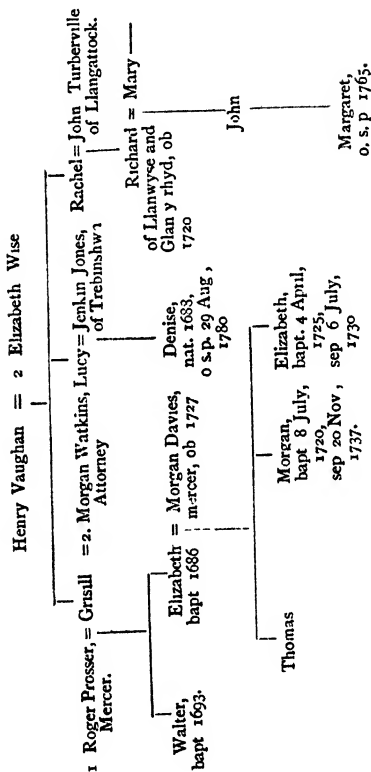 Henry Vaughan = 2 Elizabeth Wise
1 Roger Prosser, = Grisill = 2. Morgan Watkins, Lucy = Jenkin Jones, Rachel = John Turberville
Mercer. Attorney of Trebinshwn of Llangattock.
Walter,
bapt 1693.
Elizabeth = Morgan Davies,
bapt 1686 mercer, ob 1727
Denise,
nat. 1688,
o s.p. 29 Aug,
1780
Richard = Mary —
of Llanwyse and
Glan y rhyd, ob
1720
Thomas
Morgan,
bapt 8 July,
1720,
sep 20 Nov,
1737.
Elizabeth,
bapt. 4 April,
1725,
sep 6 July,
1730
John
Margaret,
o. s. p 1765.